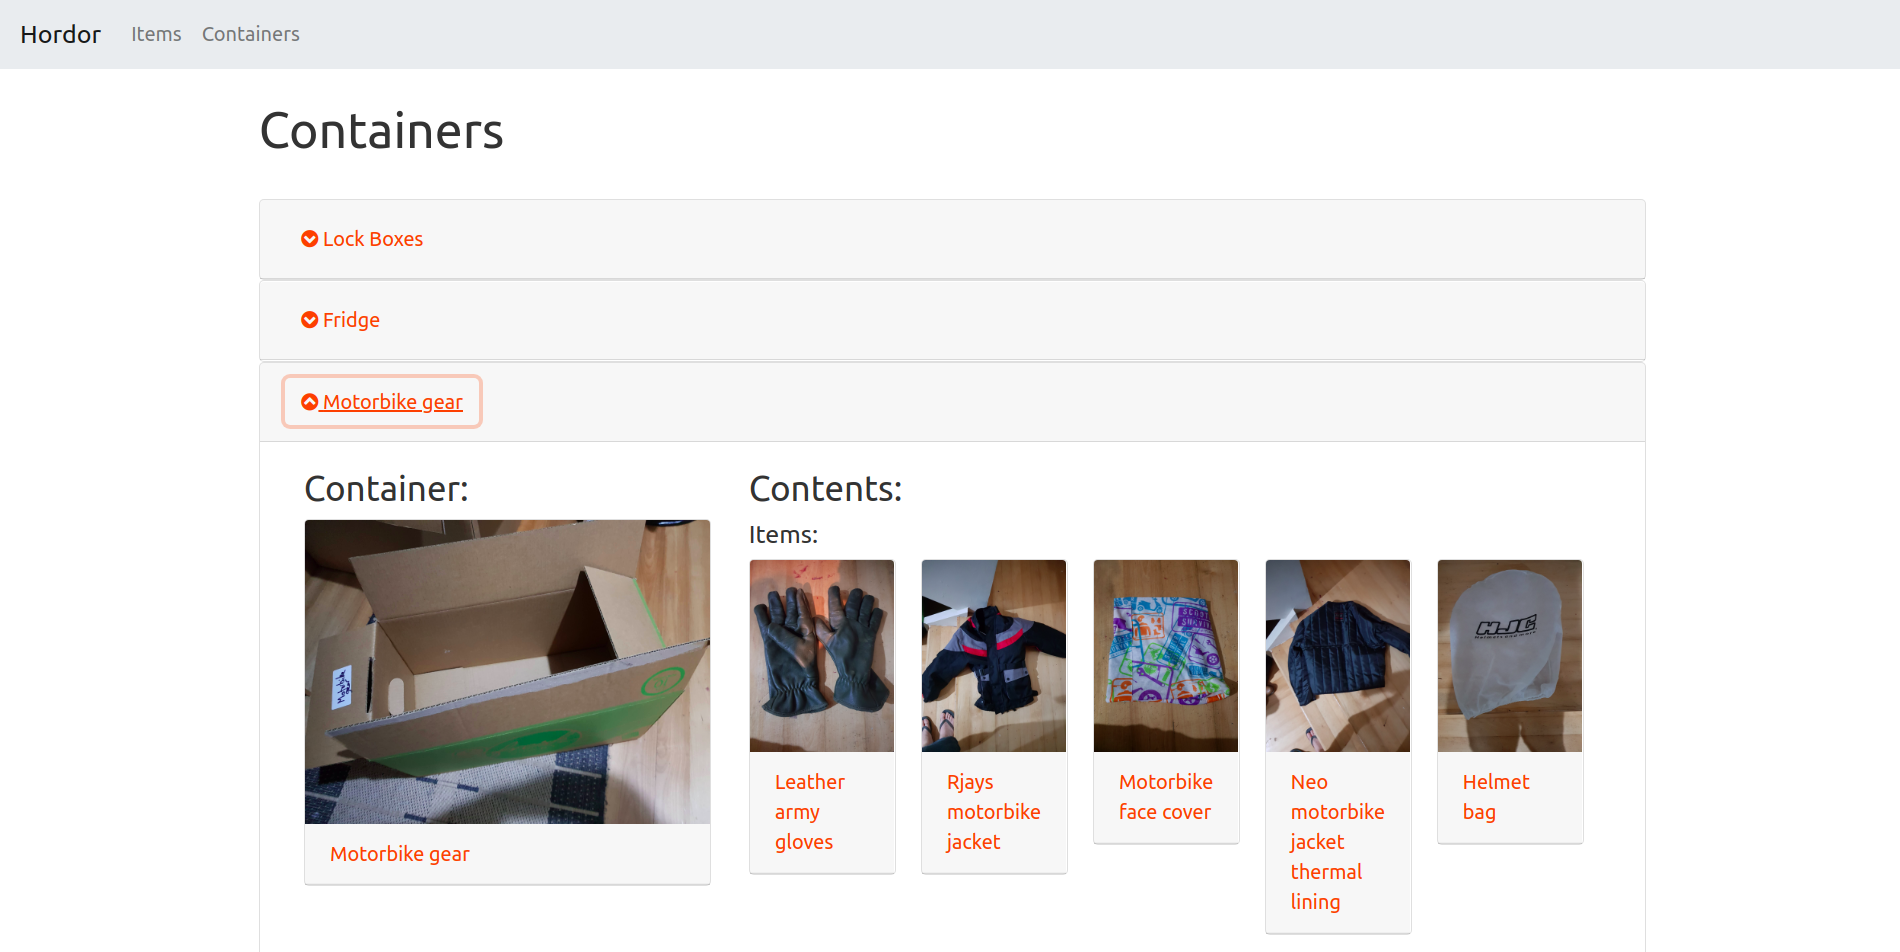 Hordor Items Containers
Containers
Lock Boxes
Fridge
Motorbike gear
Container:
Motorbike gear
Contents:
Items:
Leather
army
gloves
Rjays
motorbike
jacket
Motorbike
face cover
Neo
motorbike
jacket
thermal
lining
HJC
Helmet
bag